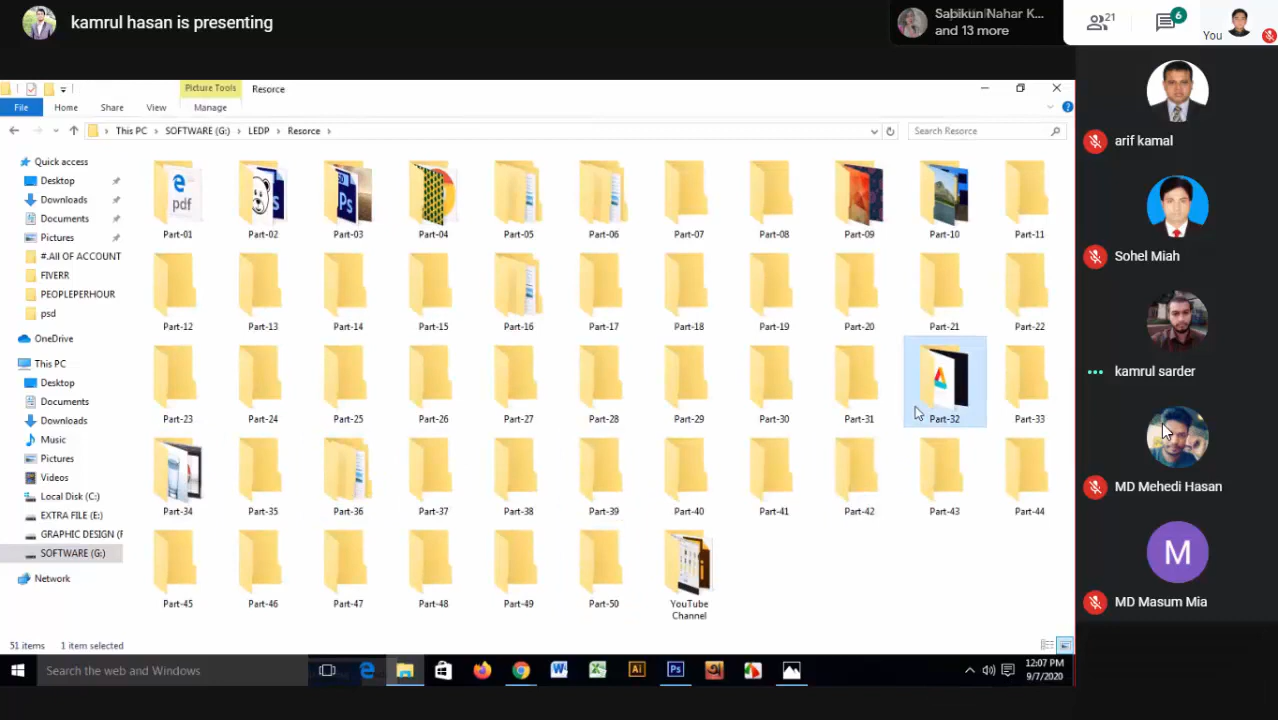 kamrul hasan is presenting
and 13 more
21
6
You
Picture Tools
Resorce
File
Home
Share
View
Manage
This PC
SOFTWARE (G:)
LEDP
Resorce
Search Resorce
Quick access
Desktop
Downloads
Documents
Pictures
#.All OF ACCOUNT
FIVERR
PEOPLEPERHOUR
psd
OneDrive
This PC
Desktop
Documents
Downloads
Music
Pictures
Videos
Local Disk (C:)
EXTRA FILE (E:)
GRAPHIC DESIGN (F
SOFTWARE (G:)
Network
pdf
Ps
Part-01
Part-02
Part-03
Part-04
Part-05
Part-06
Part-07
Part-08
Part-09
Part-10
Part-11
Part-12
Part-13
Part-14
Part-15
Part-16
Part-17
Part-18
Part-19
Part-20
Part-21
Part-22
Part-23
Part-24
Part-25
Part-26
Part-27
Part-28
Part-29
Part-30
Part-31
Part-32
Part-33
Part-34
Part-35
Part-36
Part-37
Part-38
Part-39
Part-40
Part-41
Part-42
Part-43
Part-44
Part-45
Part-46
Part-47
Part-48
Part-49
Part-50
YouTube
Channel
51 items
1 item selected
Search the web and Windows
Ai
Ps
12:07 PM
9/7/2020
arif kamal
Sohel Miah
kamrul sarder
MD Mehedi Hasan
M
MD Masum Mia